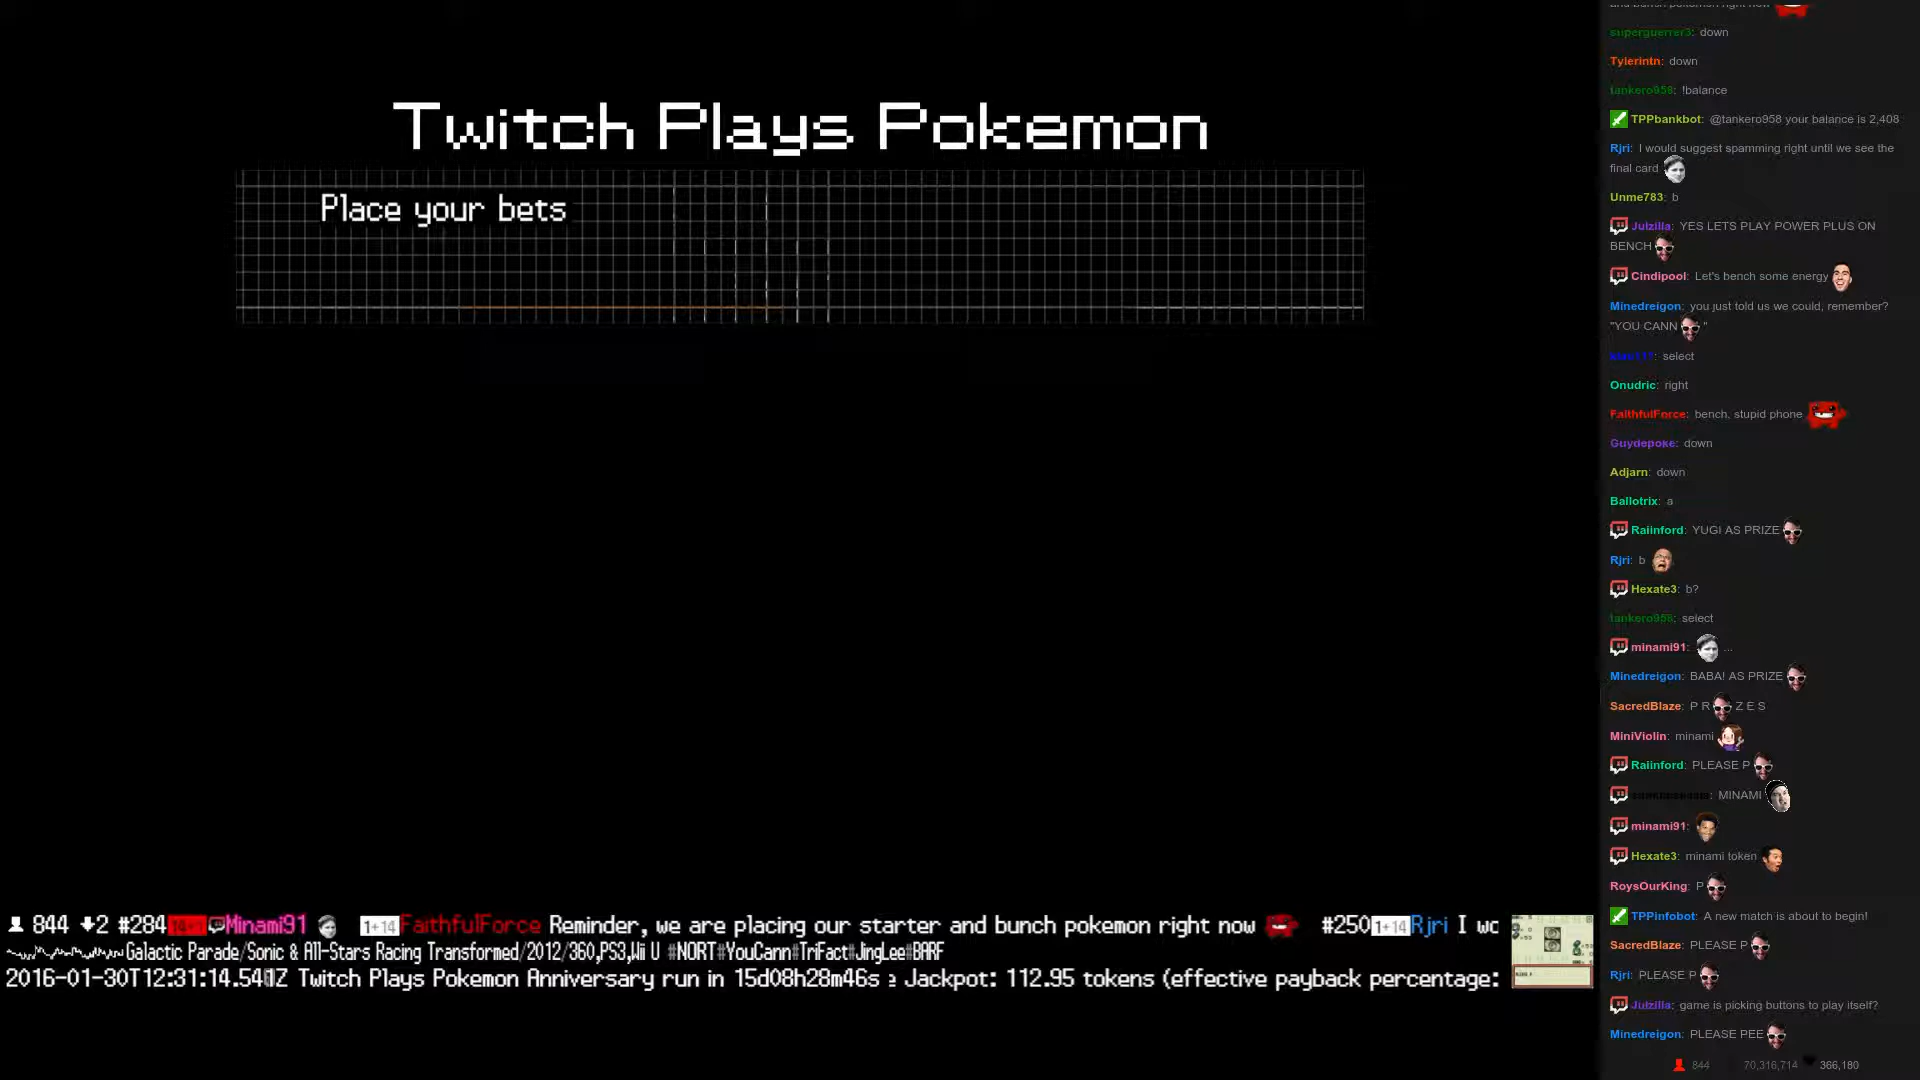 Twitch Plays Pokemon
Place your bets
844 2 #284 Minami91 1+14 FaithfulForce Reminder, we are placing our starter and bunch pokemon right now #250 1+14 Rjri I wo
Galactic Parade/Sonic & All-Stars Racing Transformed/2012/360,PS3,Wii U #NORT#YouCann#TriFact#JingLee#BARF
Twitch Plays Pokemon Anniversary run in 15d08h28m46s Jackpot: 112.95 tokens (effective payback percentage:
superguerrer3: down
Tylerintn: down
tankero958: !balance
TPPbankbot: @tankero958 your balance is 2,408
Rjri: I would suggest spamming right until we see the
final card
Unme783: b
Julzilla: YES LETS PLAY POWER PLUS ON
BENCH
Cindipool: Let's bench some energy
Minedreigon: you just told us we could, remember?
"YOU CANN "
select
Onudric: right
FaithfulForce: bench, stupid phone
Guydepoke: down
Adjarn: down
Ballotrix: a
Raiinford: YUGI AS PRIZE
Rjri: b
Hexate3: b?
tankero958: select
minami91: ...
Minedreigon: BABA! AS PRIZE
SacredBlaze: P R Z E S
MiniViolin: minami
Raiinford: PLEASE P
: MINAMI
minami91:
Hexate3: minami token
RoysOurKing: P
TPPinfobot: A new match is about to begin!
SacredBlaze: PLEASE P
Rjri: PLEASE P
Julzilla: game is picking buttons to play itself?
Minedreigon: PLEASE PEE
844 70,316,714 366,180